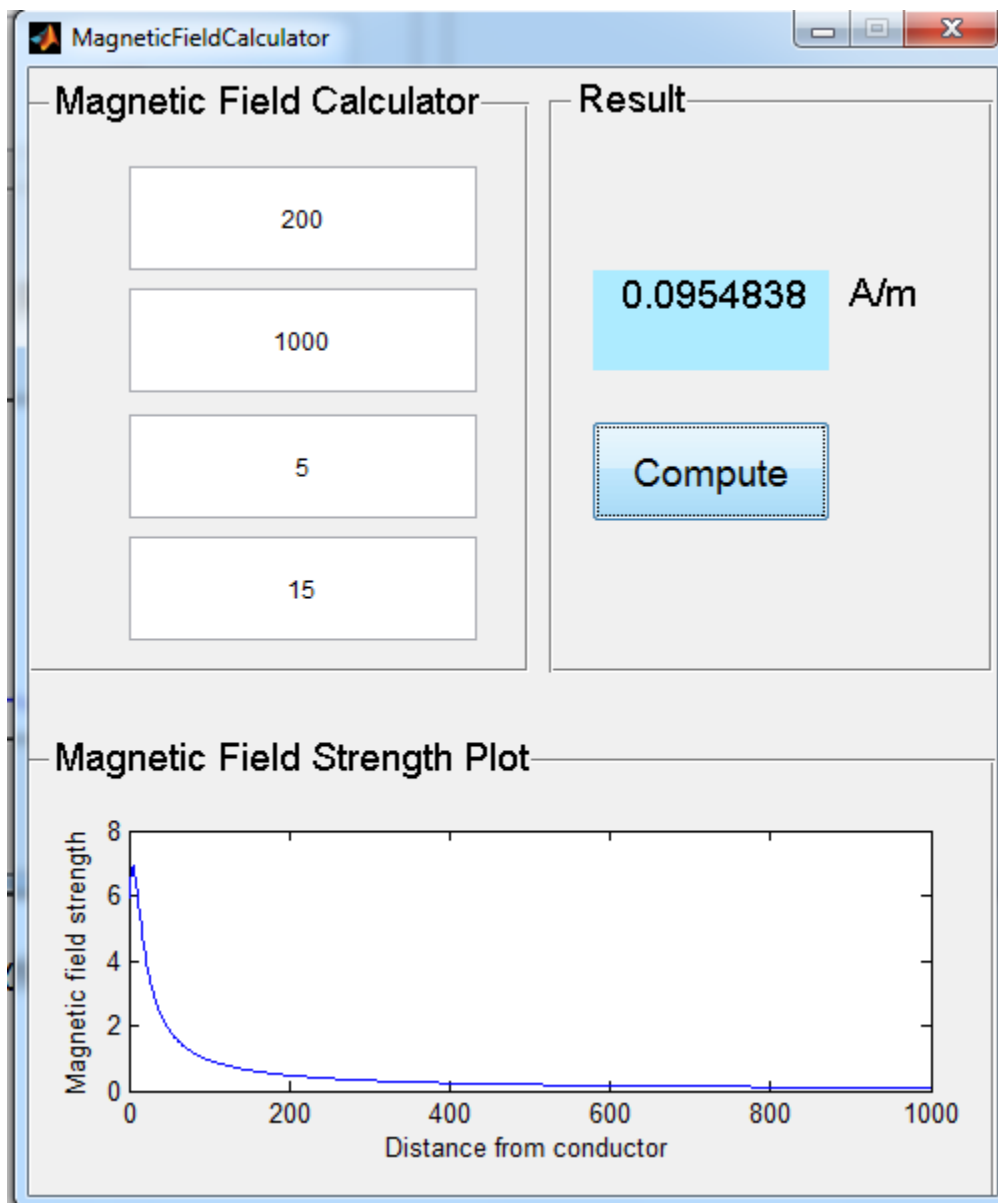 MagneticFieldCalculator
Magnetic Field Calculator
200
1000
5
15
Result
0.0954838 A/m
Compute
Magnetic Field Strength Plot
Magnetic field strength
8
6
4
2
0
0 200 400 600 800 1000
Distance from conductor